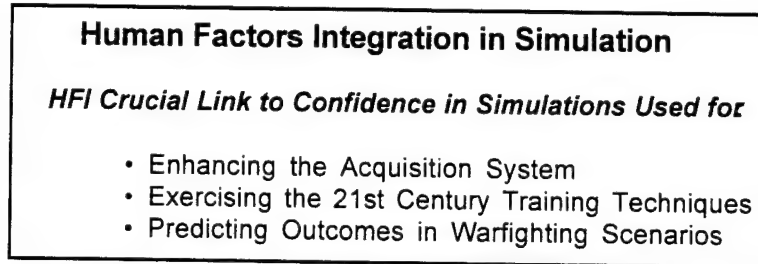 Human Factors Integration in Simulation
HFI Crucial Link to Confidence in Simulations Used for:
• Enhancing the Acquisition System
• Exercising the 21st Century Training Techniques
• Predicting Outcomes in Warfighting Scenarios